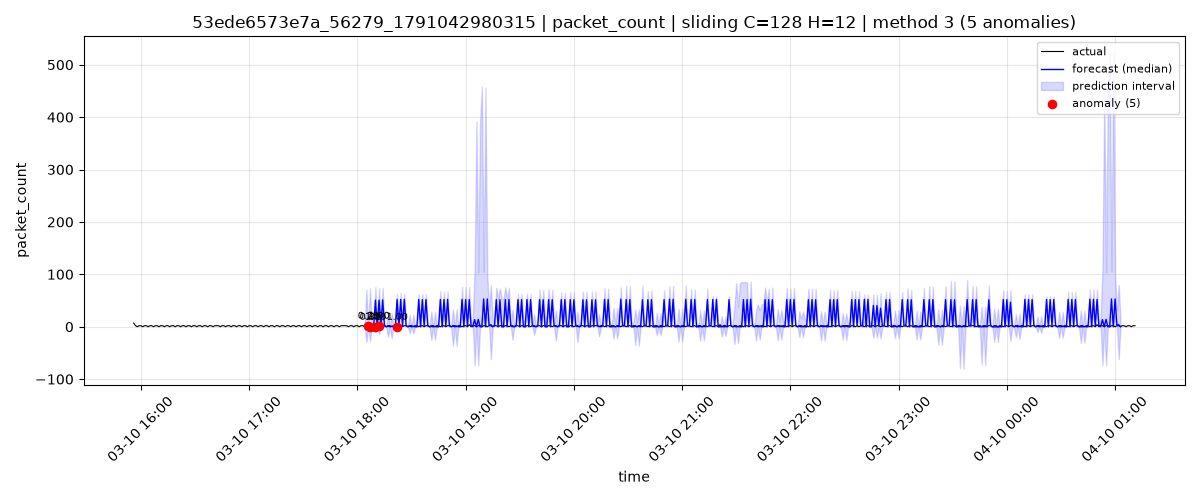 53ede6573e7a_56279_1791042980315 | packet_count | sliding C=128 H=12 | method 3 (5 anomalies)
actual
forecast (median)
prediction interval
anomaly (5)
packet_count
500
400
300
200
100
0
−100
03-10 16:00
03-10 17:00
03-10 18:00
03-10 19:00
03-10 20:00
03-10 21:00
03-10 22:00
03-10 23:00
04-10 00:00
04-10 01:00
time